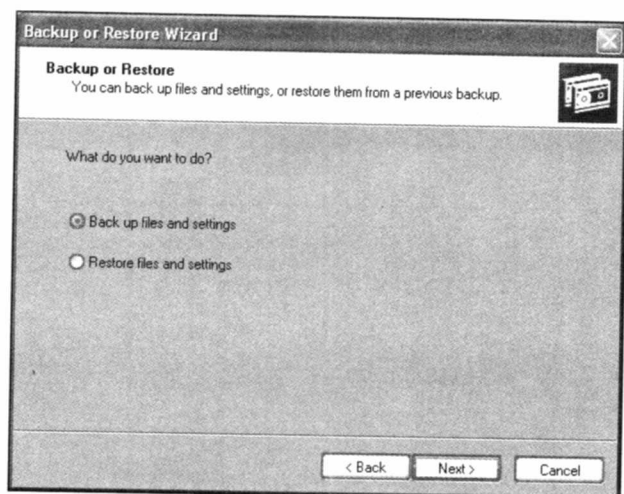 Backup or Restore Wizard
Backup or Restore
You can back up files and settings, or restore them from a previous backup.
What do you want to do?
Back up files and settings
Restore files and settings
< Back
Next >
Cancel